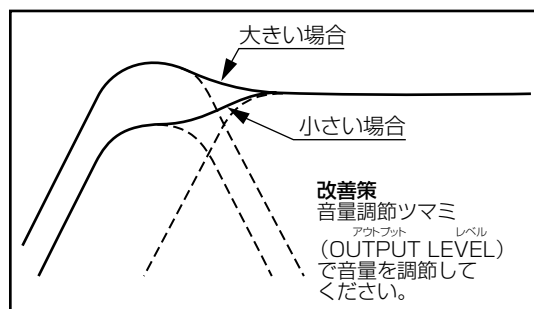 大きい場合
小さい場合
改善策
音量調節ツマミ
アウトプット レベル
(OUTPUT LEVEL)
で音量を調節して
ください。